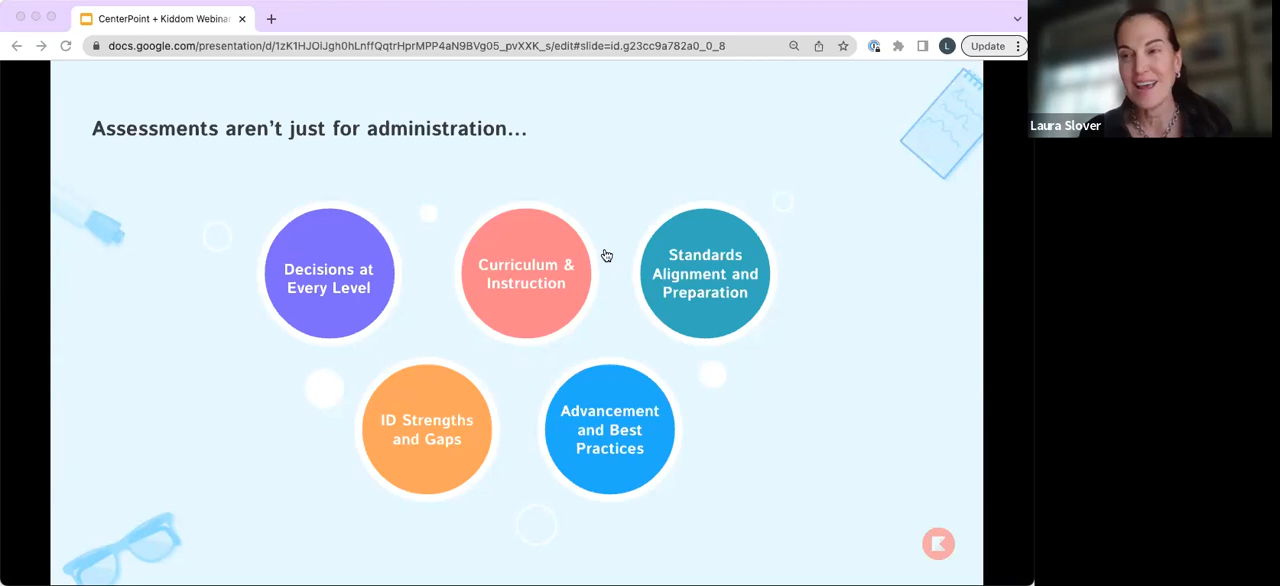 CenterPoint + Kiddom Webina
docs.google.com/presentation/d/1zK1HJOiJgh0hLnffQqtrHprMPP4aN9BVg05_pvXXK_s/edit#slide=id.g23cc9a782a0_0_8
L
Update
Laura Slover
Assessments aren’t just for administration…
Decisions at
Every Level
Curriculum &
Instruction
Standards
Alignment and
Preparation
ID Strengths
and Gaps
Advancement
and Best
Practices
K